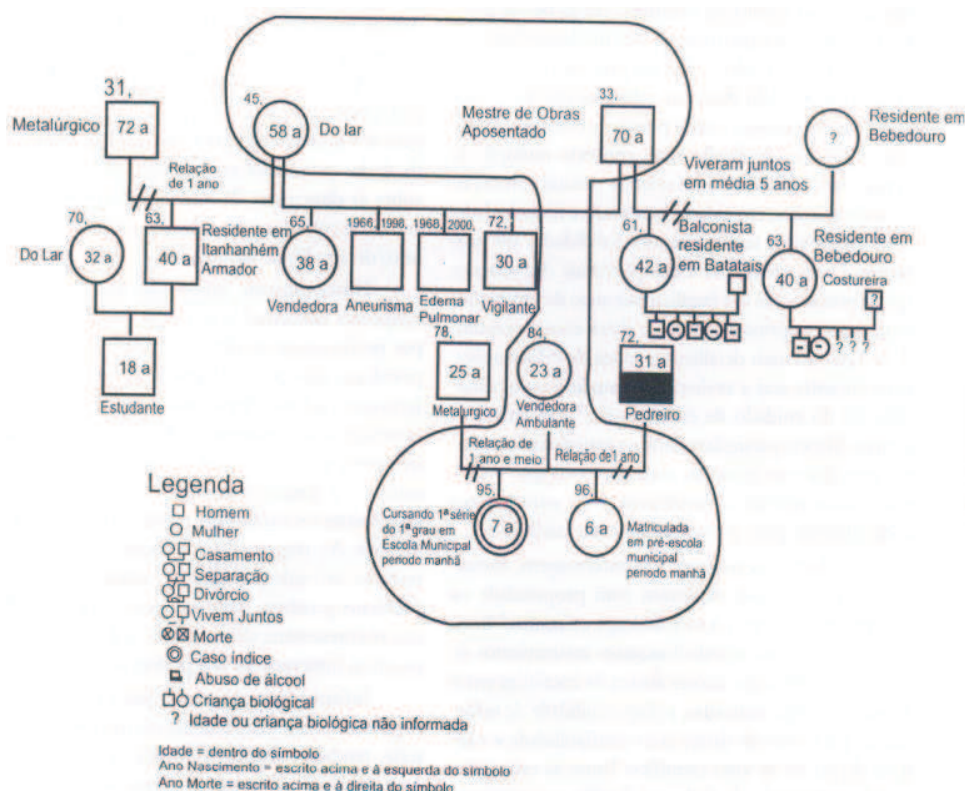 31,
Metalúrgico
72 a
45,
58 a
Do lar
Mestre de Obras
Aposentado
33,
70 a
?
Residente em
Bebedouro
Relação
de 1 ano
Viveram juntos
em média 5 anos
70,
Do Lar
32 a
63,
40 a
Residente em
Itanhanhém
Armador
65,
38 a
Vendedora
1966, 1998,
Aneurisma
1968, 2000,
Edema
Pulmonar
72,
30 a
Vigilante
61,
42 a
Balconista
residente
em Batatais
63,
40 a
Residente em
Bebedouro
Costureira
?
? ? ?
18 a
Estudante
78,
25 a
Metalurgico
84,
23 a
Vendedora
Ambulante
72,
31 a
Pedreiro
Relação de
1 ano e meio
Relação de1 ano
95,
Cursando 1ª série
do 1º grau em
Escola Municipal
periodo manhã
7 a
96,
6 a
Matriculada
em pré-escola
municipal
periodo manhã
Legenda
Homem
Mulher
Casamento
Separação
Divórcio
Vivem Juntos
Morte
Caso índice
Abuso de álcool
Criança biológical
? Idade ou criança biológica não informada
Idade = dentro do símbolo
Ano Nascimento = escrito acima e à esquerda do símbolo
Ano Morte = escrito acima e à direita do símbolo